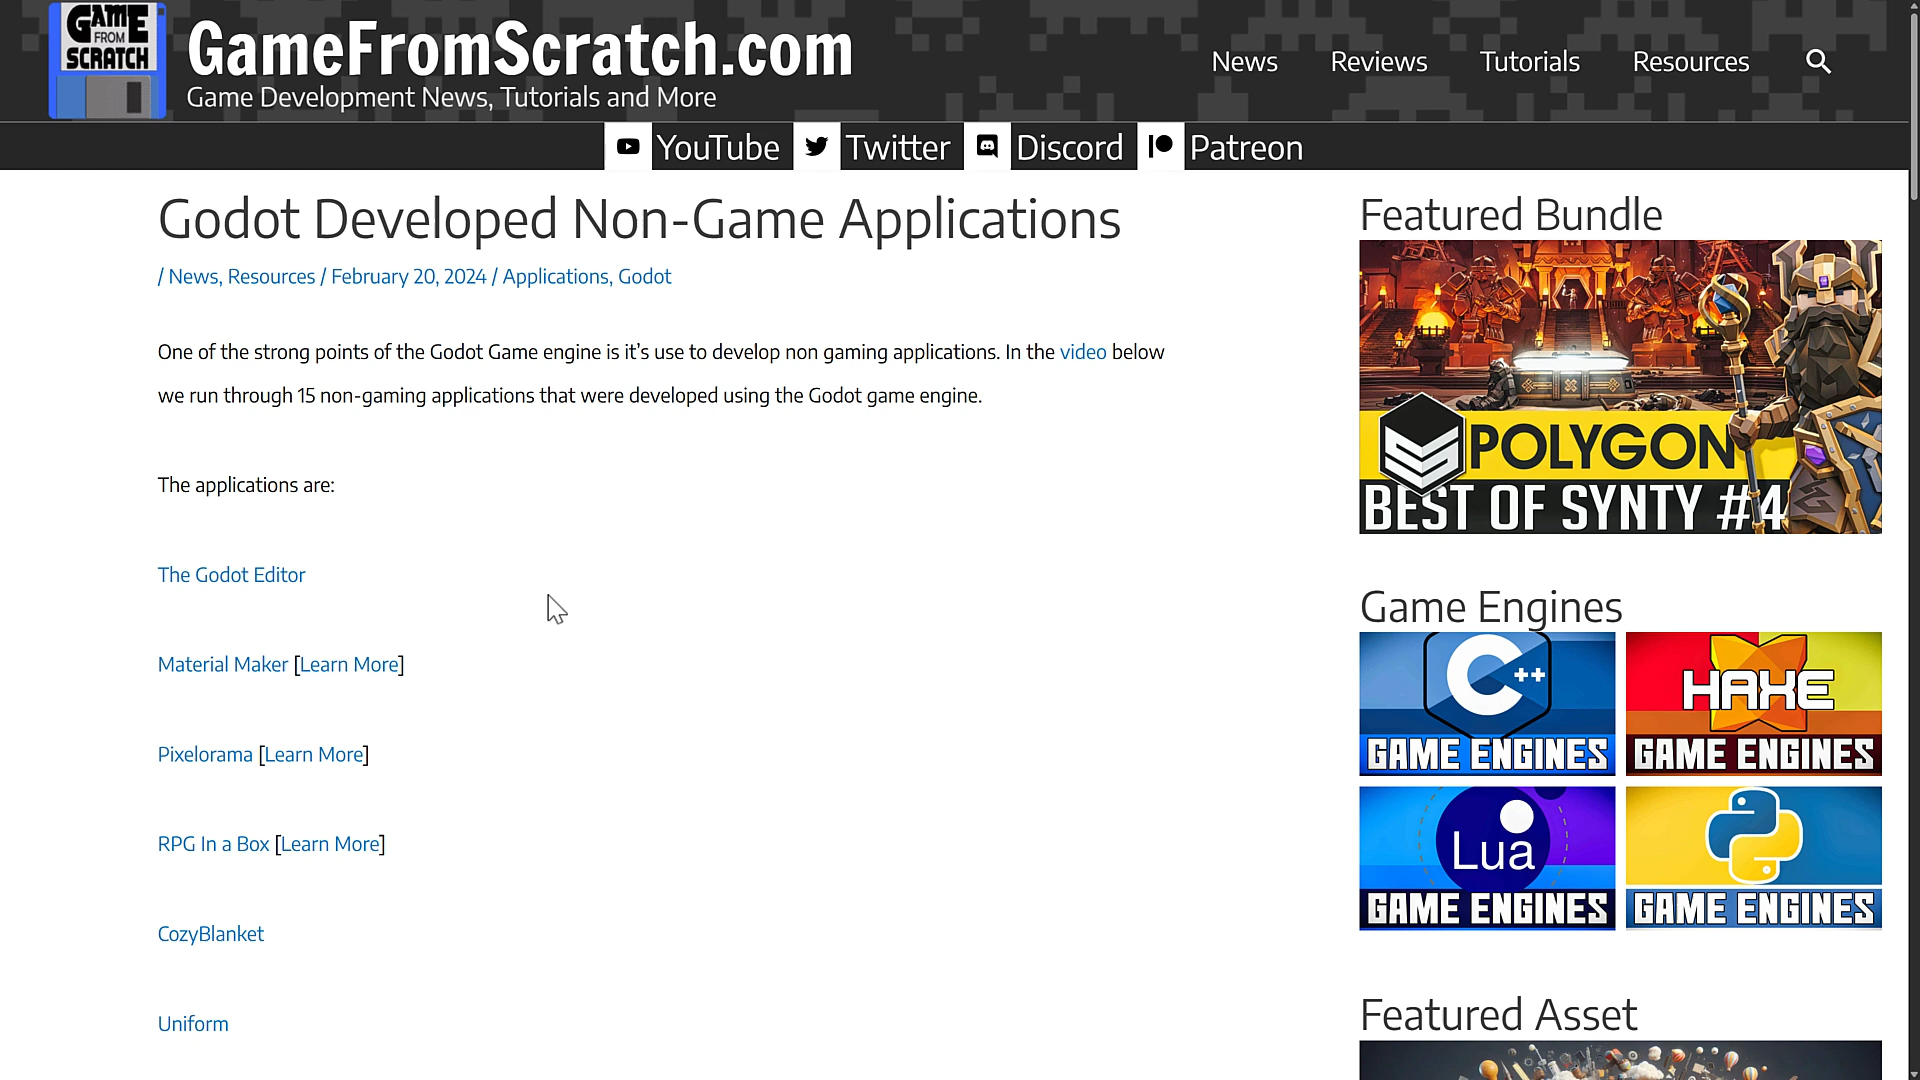 GAME
FROM
SCRATCH
GameFromScratch.com
Game Development News, Tutorials and More
News
Reviews
Tutorials
Resources
YouTube
Twitter
Discord
Patreon
Godot Developed Non-Game Applications
/ News, Resources / February 20, 2024 / Applications, Godot
One of the strong points of the Godot Game engine is it’s use to develop non gaming applications. In the video below
we run through 15 non-gaming applications that were developed using the Godot game engine.
The applications are:
The Godot Editor
Material Maker [Learn More]
Pixelorama [Learn More]
RPG In a Box [Learn More]
CozyBlanket
Uniform
Featured Bundle
POLYGON
BEST OF SYNTY #4
Game Engines
C++
GAME ENGINES
HAXE
GAME ENGINES
Lua
GAME ENGINES
GAME ENGINES
Featured Asset